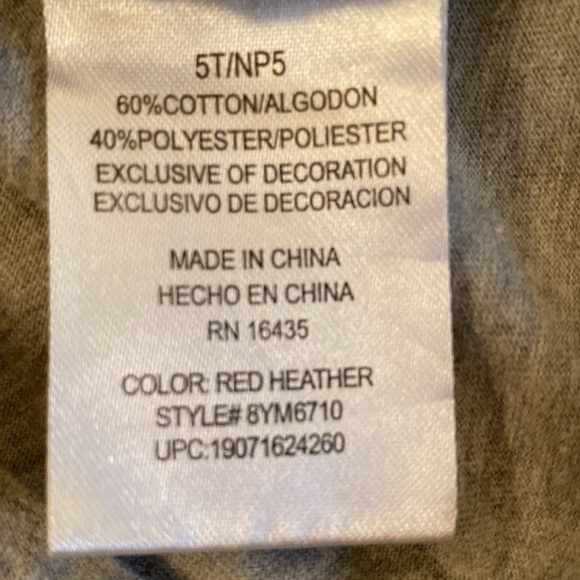 5T/NP5
60%COTTON/ALGODON
40%POLYESTER/POLIESTER
EXCLUSIVE OF DECORATION
EXCLUSIVO DE DECORACION
MADE IN CHINA
HECHO EN CHINA
RN 16435
COLOR: RED HEATHER
STYLE# 8YM6710
UPC:19071624260